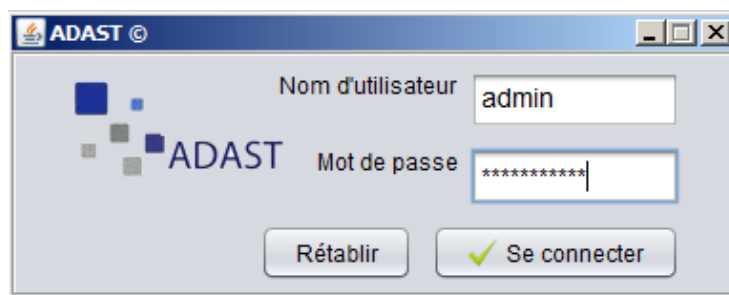 ADAST ©
Nom d'utilisateur
admin
ADAST
Mot de passe
***********
Rétablir
Se connecter